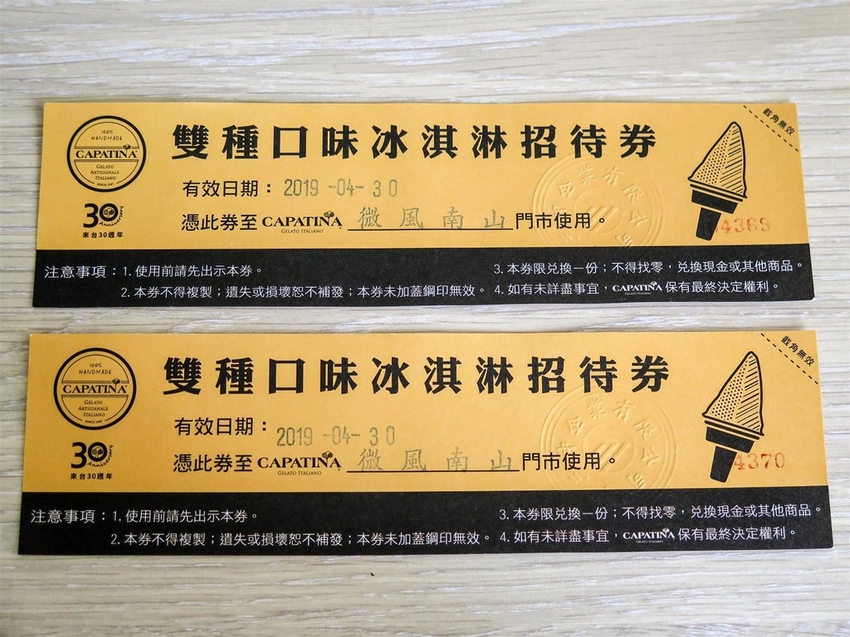 100%
HANDMADE
CAPATINA
GELATO
ARTIGIANALE
ITALIANO
SINCE 1987
30 Anniversary
來台30週年
雙種口味冰淇淋招待券
有效日期：2019-04-30
憑此券至 CAPATINA 微風南山 門市使用。
GELATO ITALIANO
截角無效
4369
注意事項：1. 使用前請先出示本券。
2. 本券不得複製；遺失或損壞恕不補發；本券未加蓋鋼印無效。
3. 本券限兌換一份；不得找零，兌換現金或其他商品。
4. 如有未詳盡事宜，CAPATINA 保有最終決定權利。
100%
HANDMADE
CAPATINA
GELATO
ARTIGIANALE
ITALIANO
SINCE 1987
30 Anniversary
來台30週年
雙種口味冰淇淋招待券
有效日期：2019-04-30
憑此券至 CAPATINA 微風南山 門市使用。
GELATO ITALIANO
截角無效
4370
注意事項：1. 使用前請先出示本券。
2. 本券不得複製；遺失或損壞恕不補發；本券未加蓋鋼印無效。
3. 本券限兌換一份；不得找零，兌換現金或其他商品。
4. 如有未詳盡事宜，CAPATINA 保有最終決定權利。